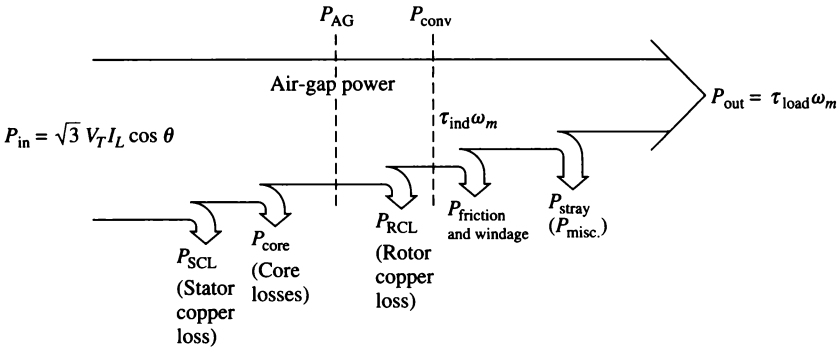 P_AG
P_conv
Air-gap power
P_out = τ_load ω_m
P_in = √3 V_T I_L cos θ
τ_ind ω_m
P_SCL
(Stator
copper
loss)
P_core
(Core
losses)
P_RCL
(Rotor
copper
loss)
P_friction
and windage
P_stray
(P_misc.)